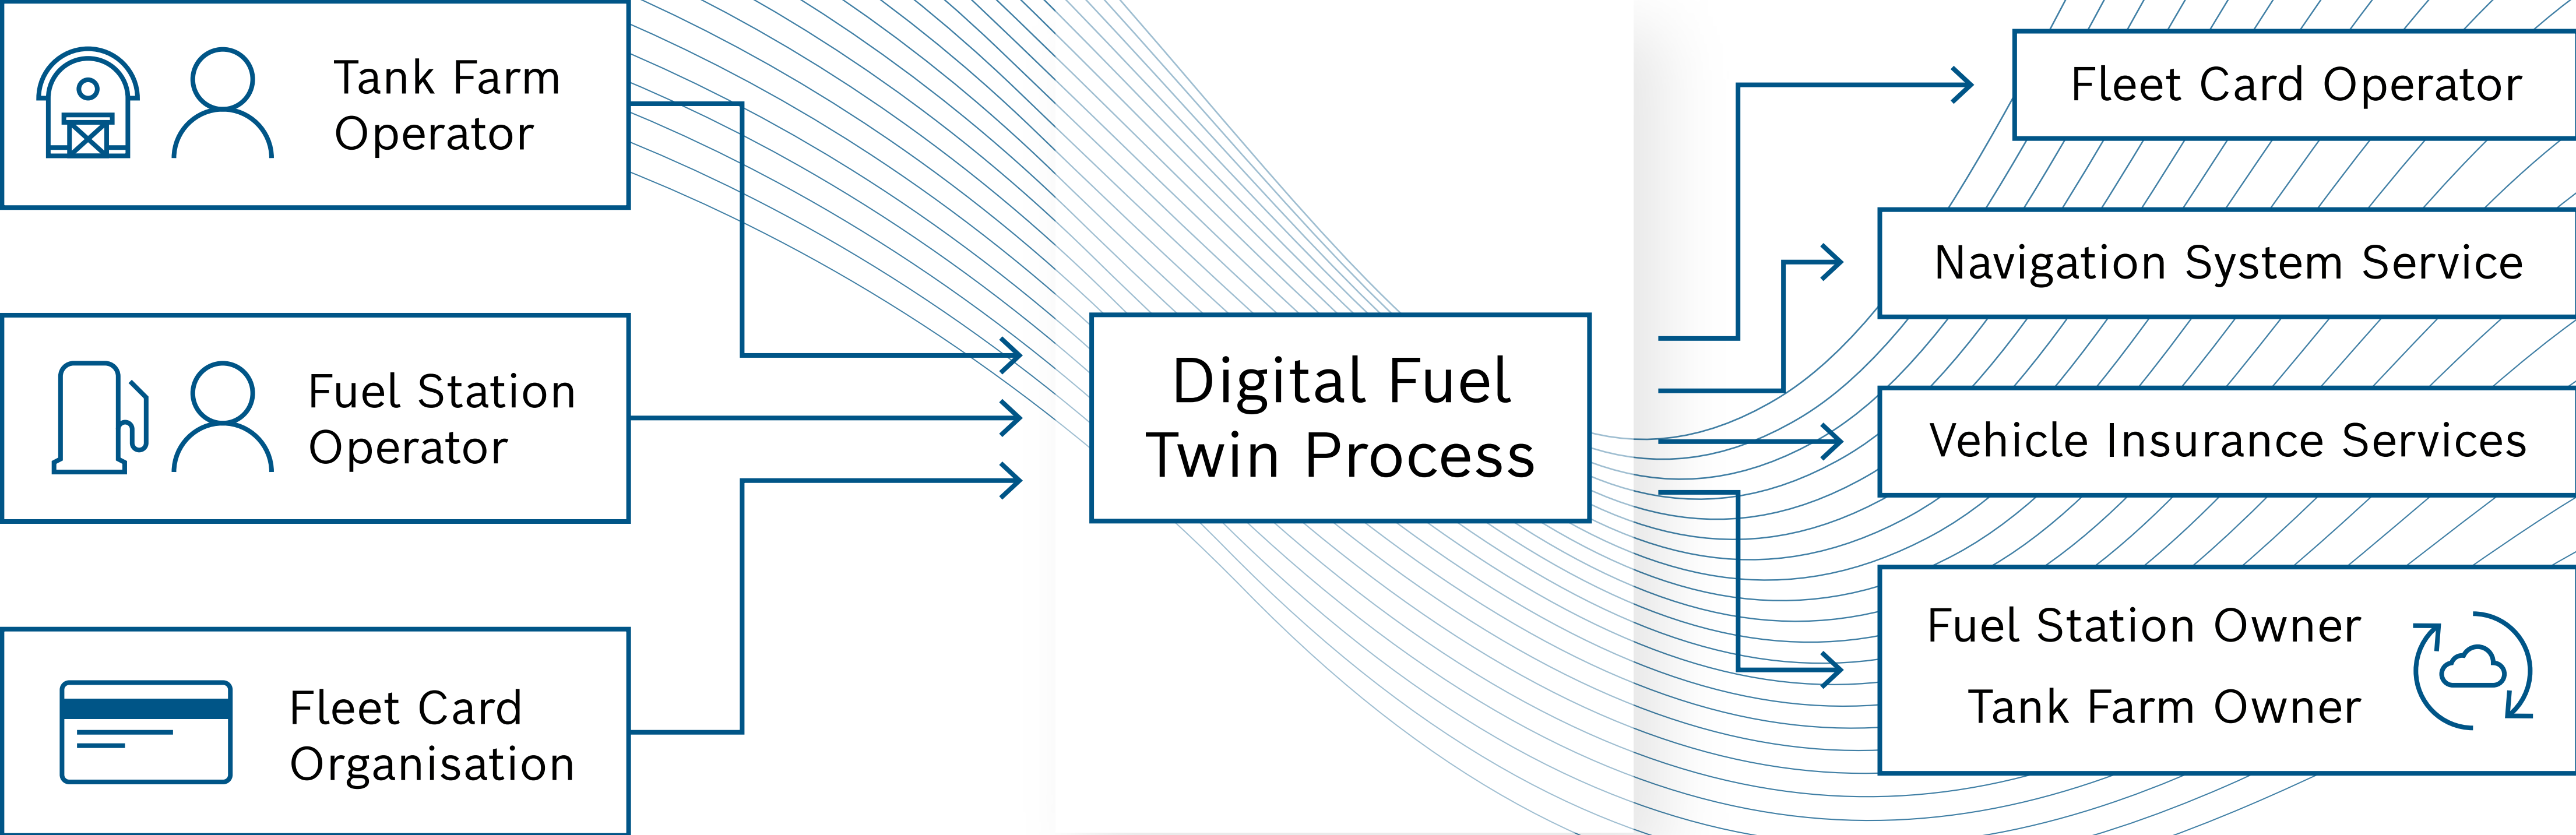 Tank Farm
Operator
Fuel Station
Operator
Fleet Card
Organisation
Digital Fuel
Twin Process
Fleet Card Operator
Navigation System Service
Vehicle Insurance Services
Fuel Station Owner
Tank Farm Owner